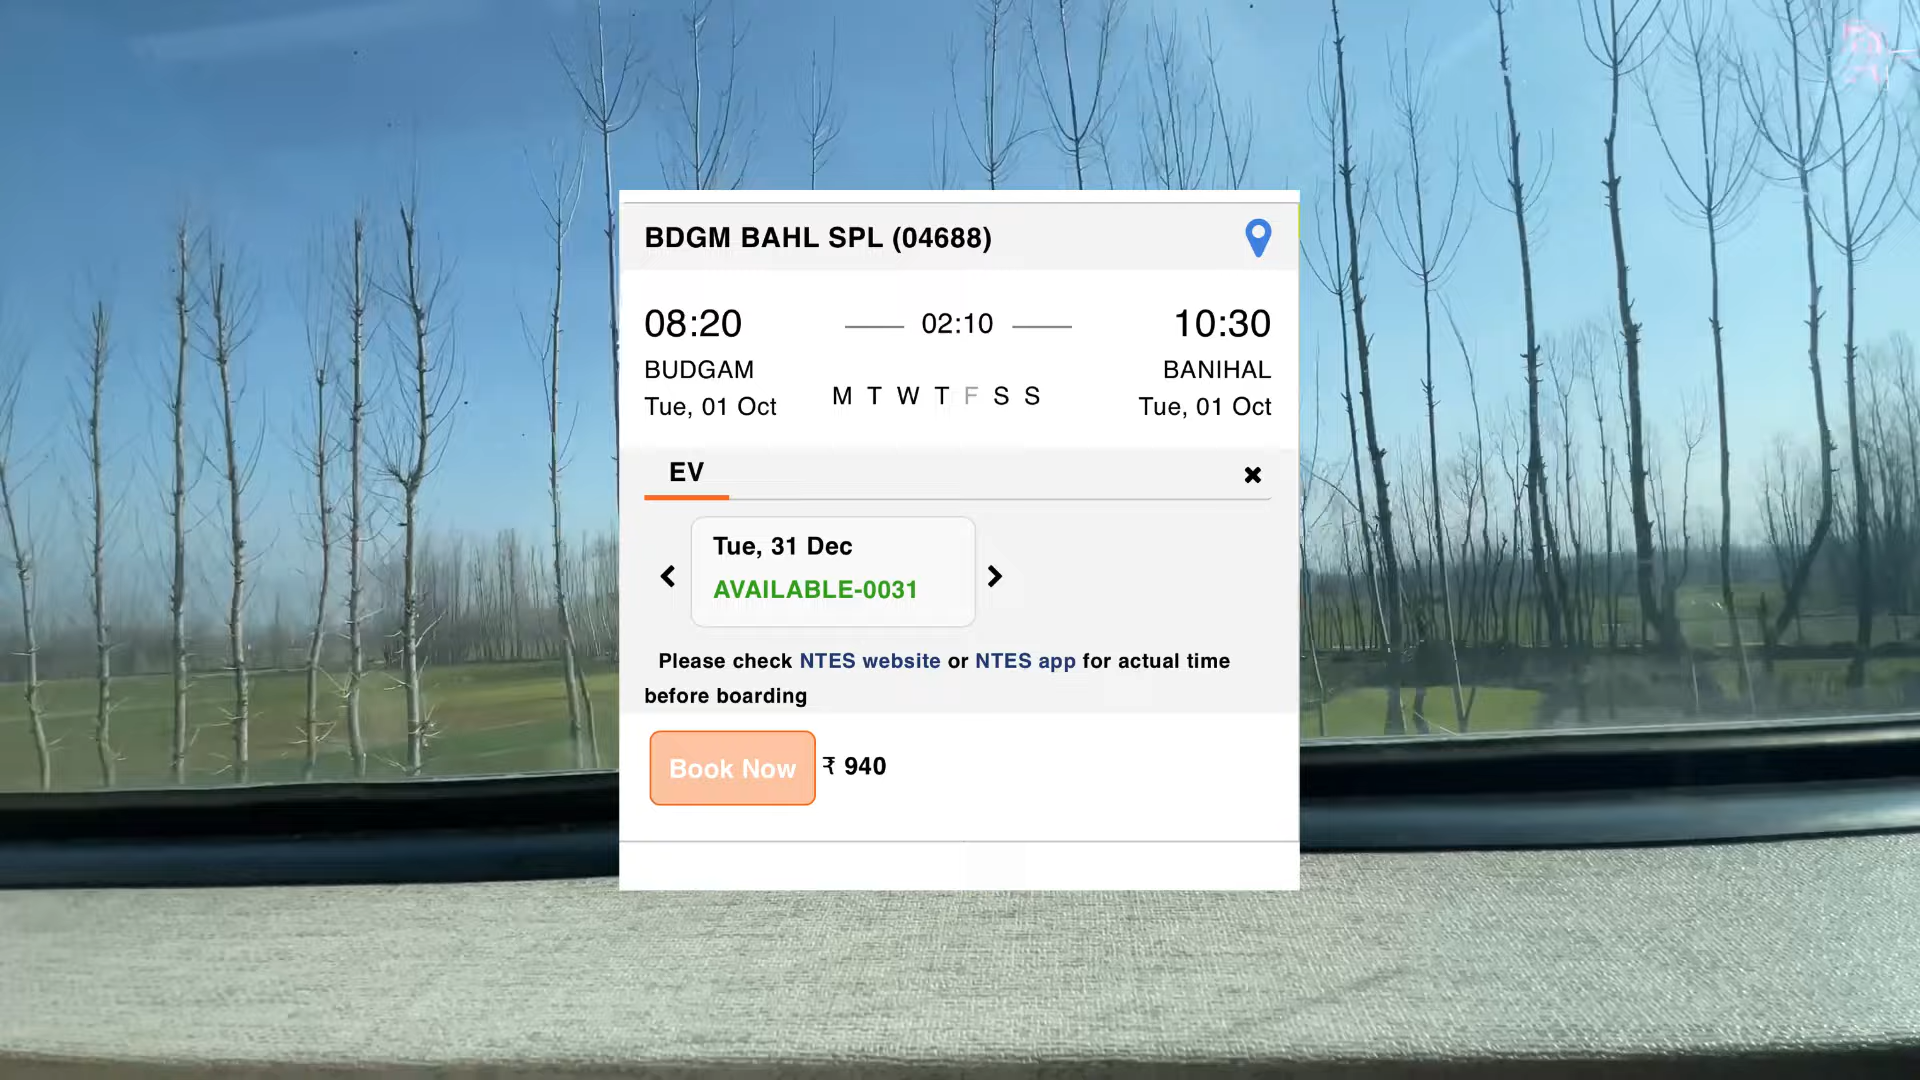 BDGM BAHL SPL (04688)
08:20 02:10 10:30
BUDGAM BANIHAL
M T W T F S S
Tue, 01 Oct Tue, 01 Oct
EV
Tue, 31 Dec
AVAILABLE-0031
Please check NTES website or NTES app for actual time
before boarding
Book Now ₹ 940